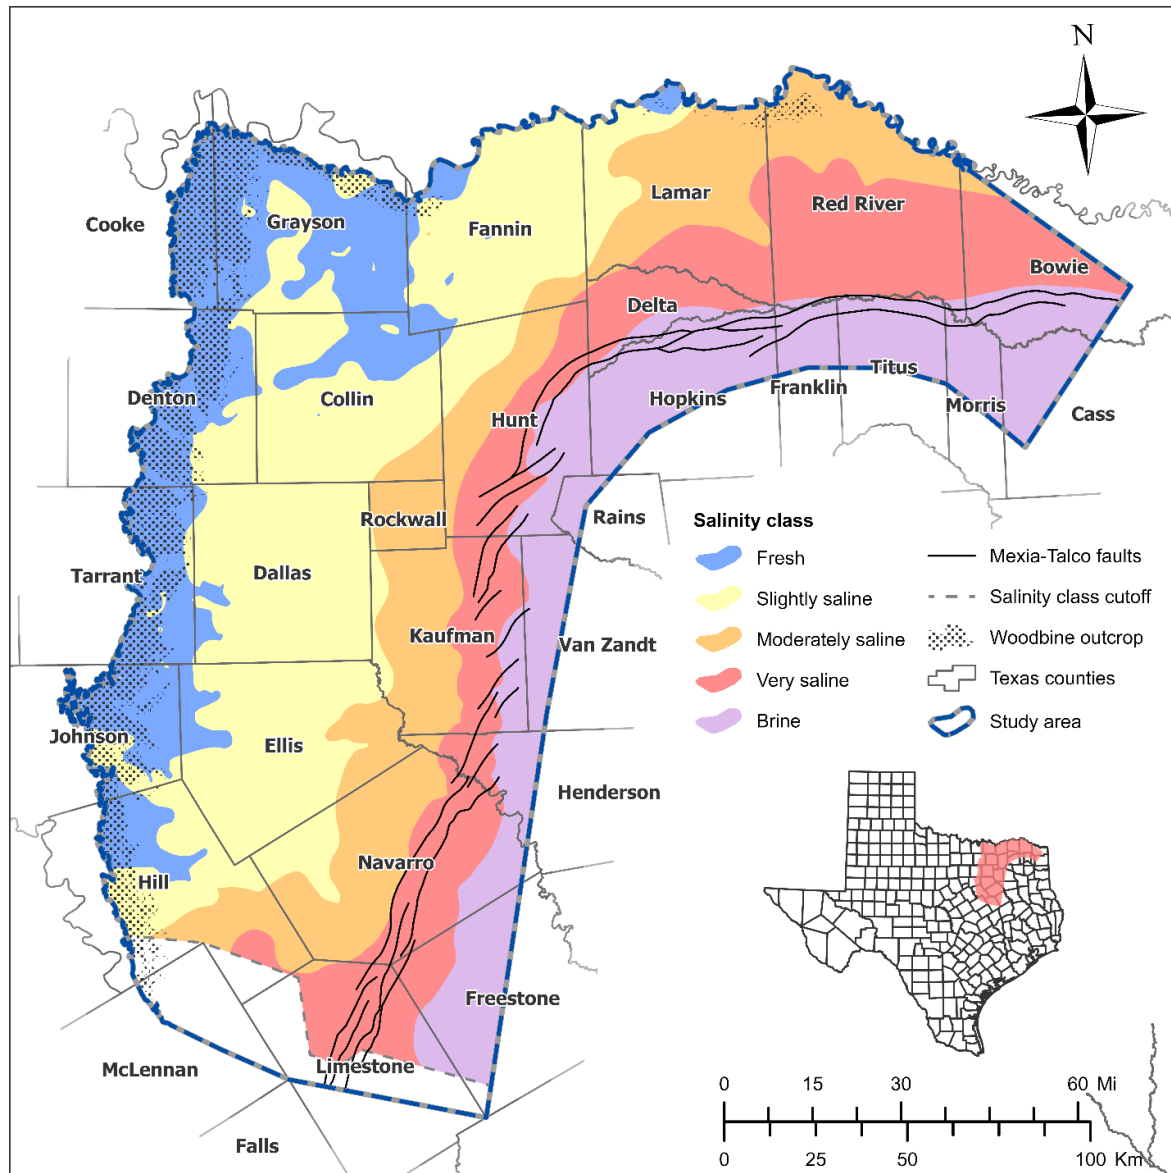 N
Cooke
Grayson
Fannin
Lamar
Red River
Bowie
Delta
Denton
Collin
Hunt
Hopkins
Franklin
Titus
Morris
Cass
Rockwall
Rains
Tarrant
Dallas
Kaufman
Van Zandt
Johnson
Ellis
Henderson
Navarro
Hill
Freestone
McLennan
Limestone
Falls
Salinity class
Fresh
Slightly saline
Moderately saline
Very saline
Brine
Mexia-Talco faults
Salinity class cutoff
Woodbine outcrop
Texas counties
Study area
0 15 30 60 Mi
0 25 50 100 Km